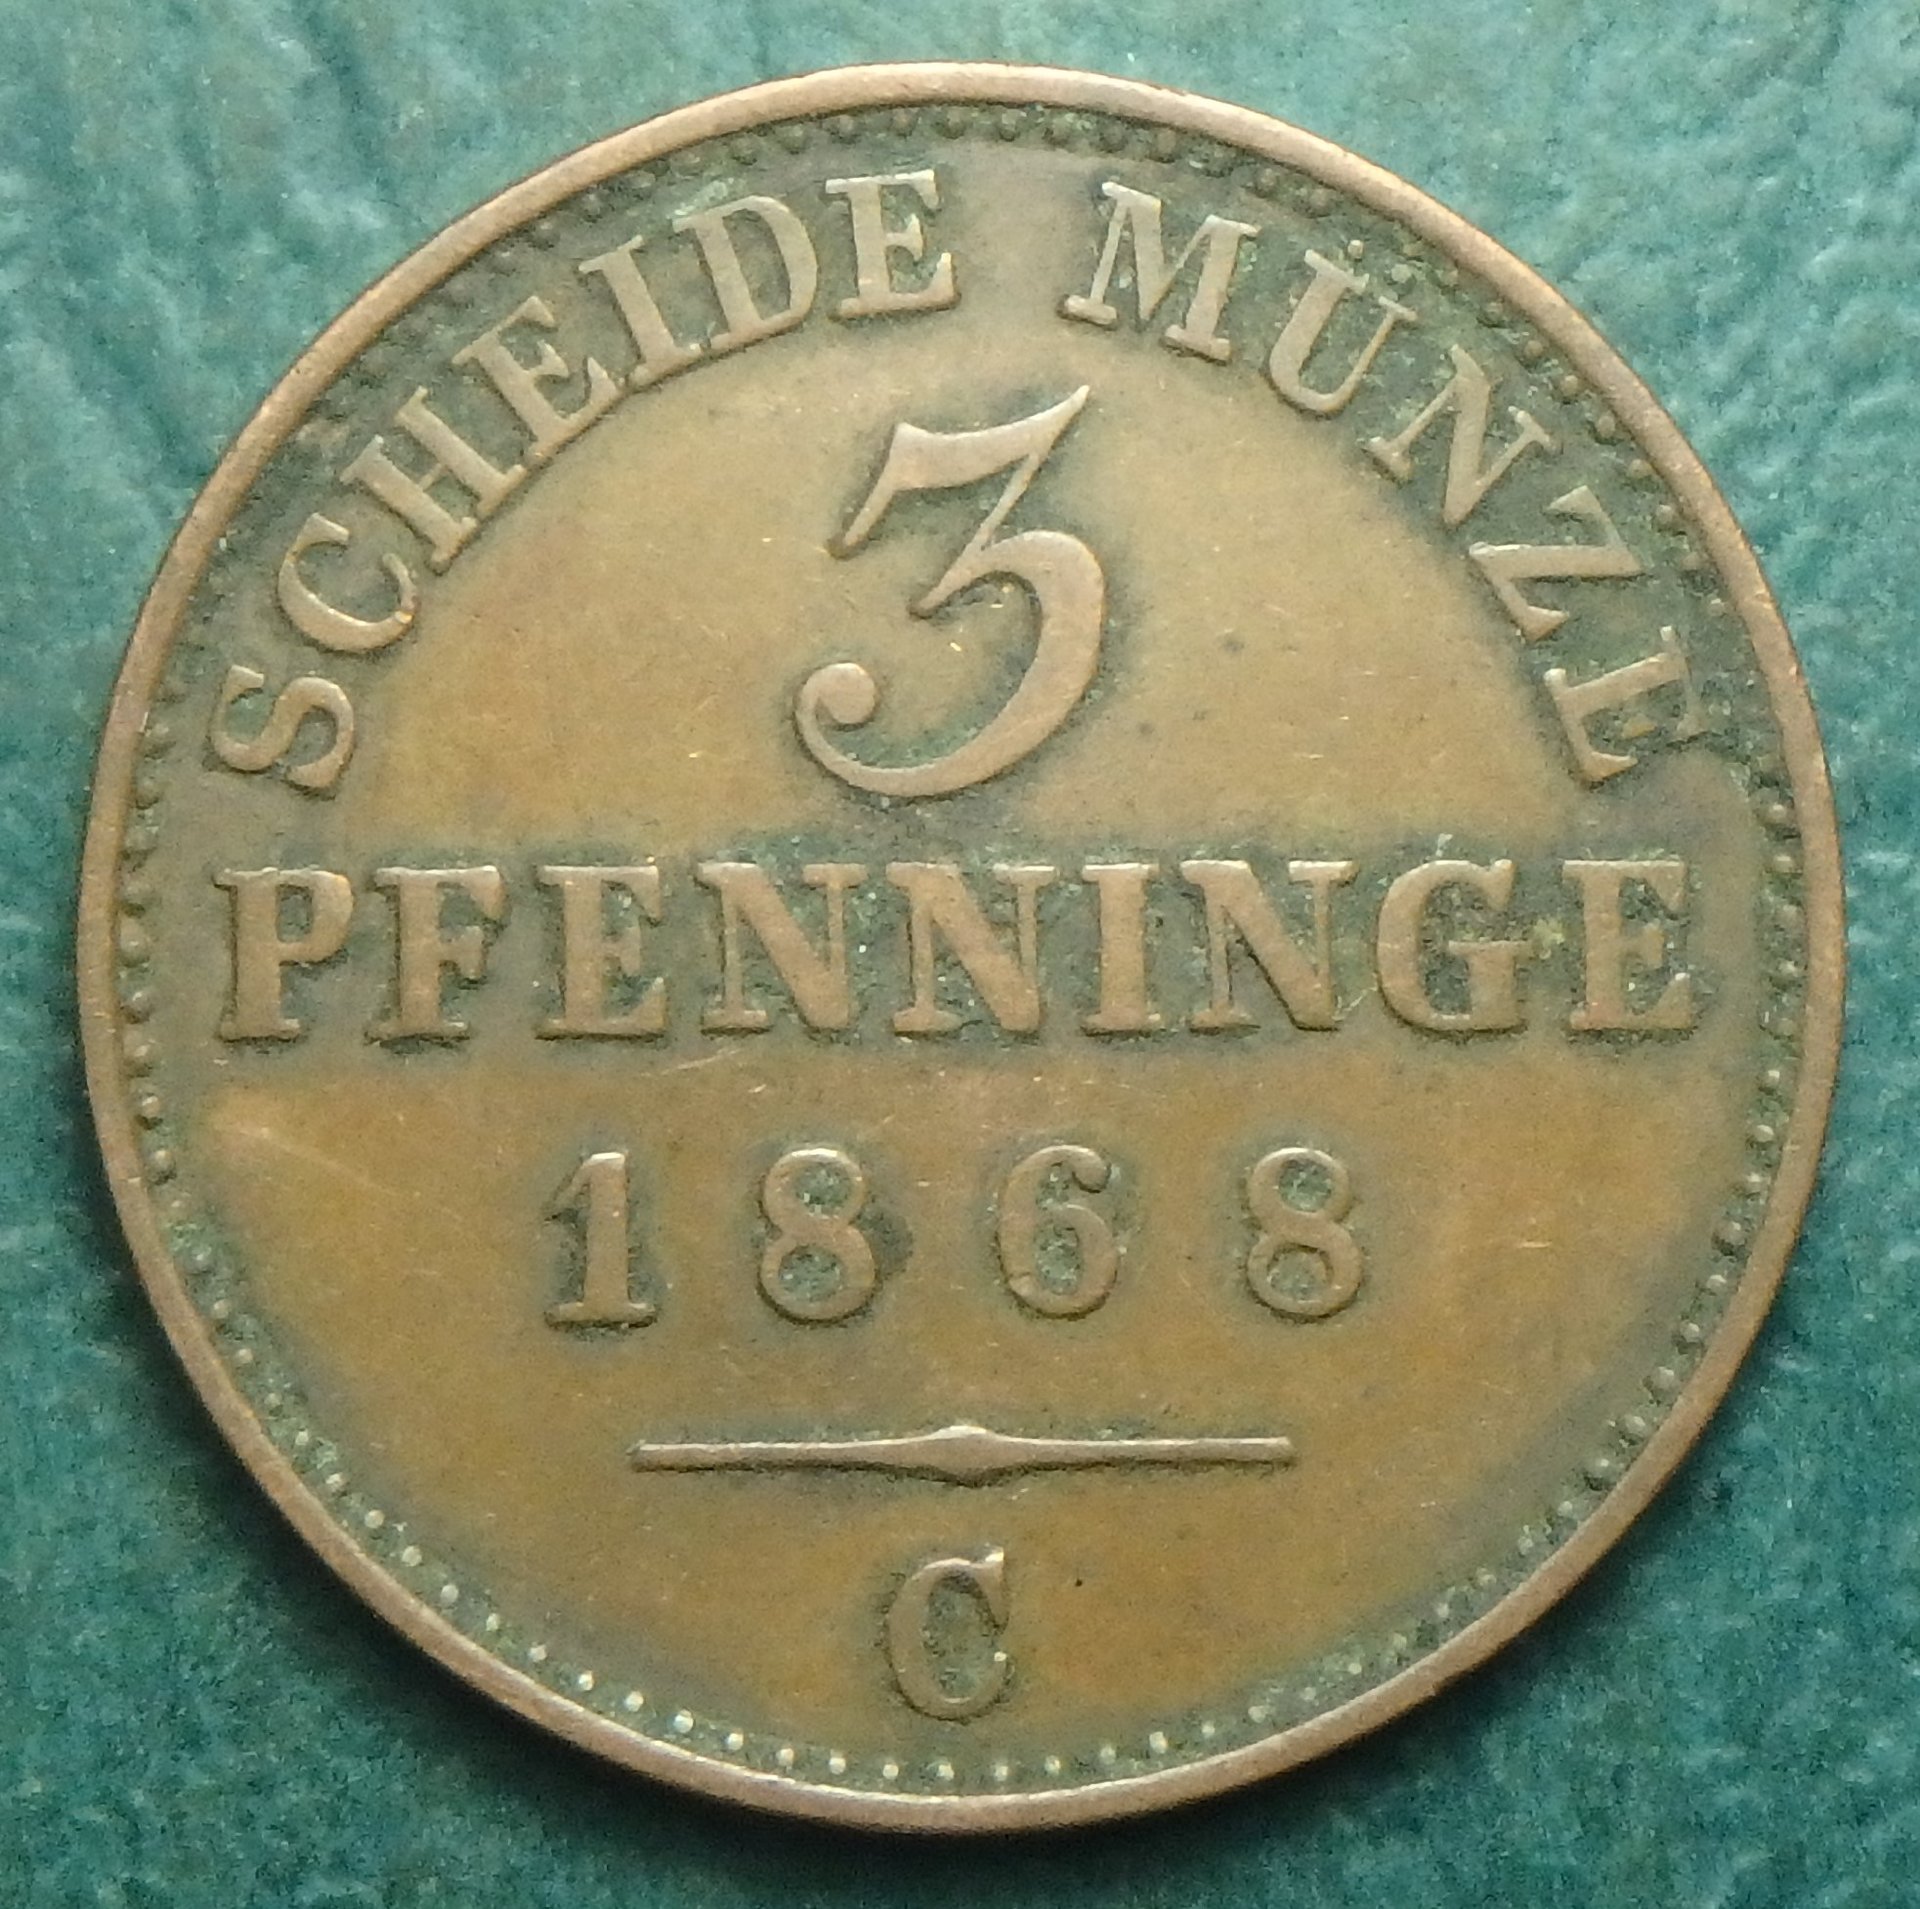 SCHEIDE MÜNZE
3
PFENNINGE
1868
C